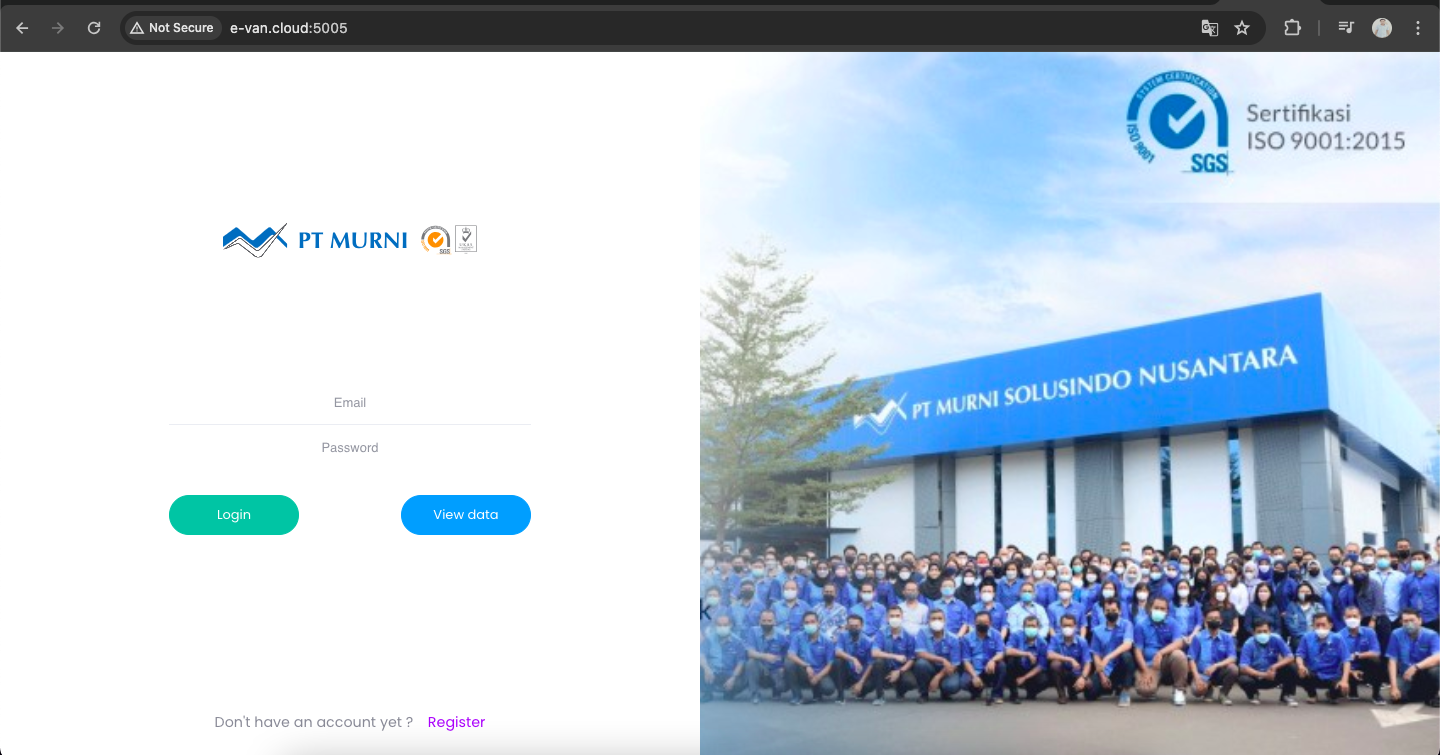 Not Secure
e-van.cloud:5005
PT MURNI
SGS
Email
Password
Login
View data
Don't have an account yet ?
Register
SYSTEM CERTIFICATION
ISO 9001
SGS
Sertifikasi
ISO 9001:2015
PT MURNI SOLUSINDO NUSANTARA
k